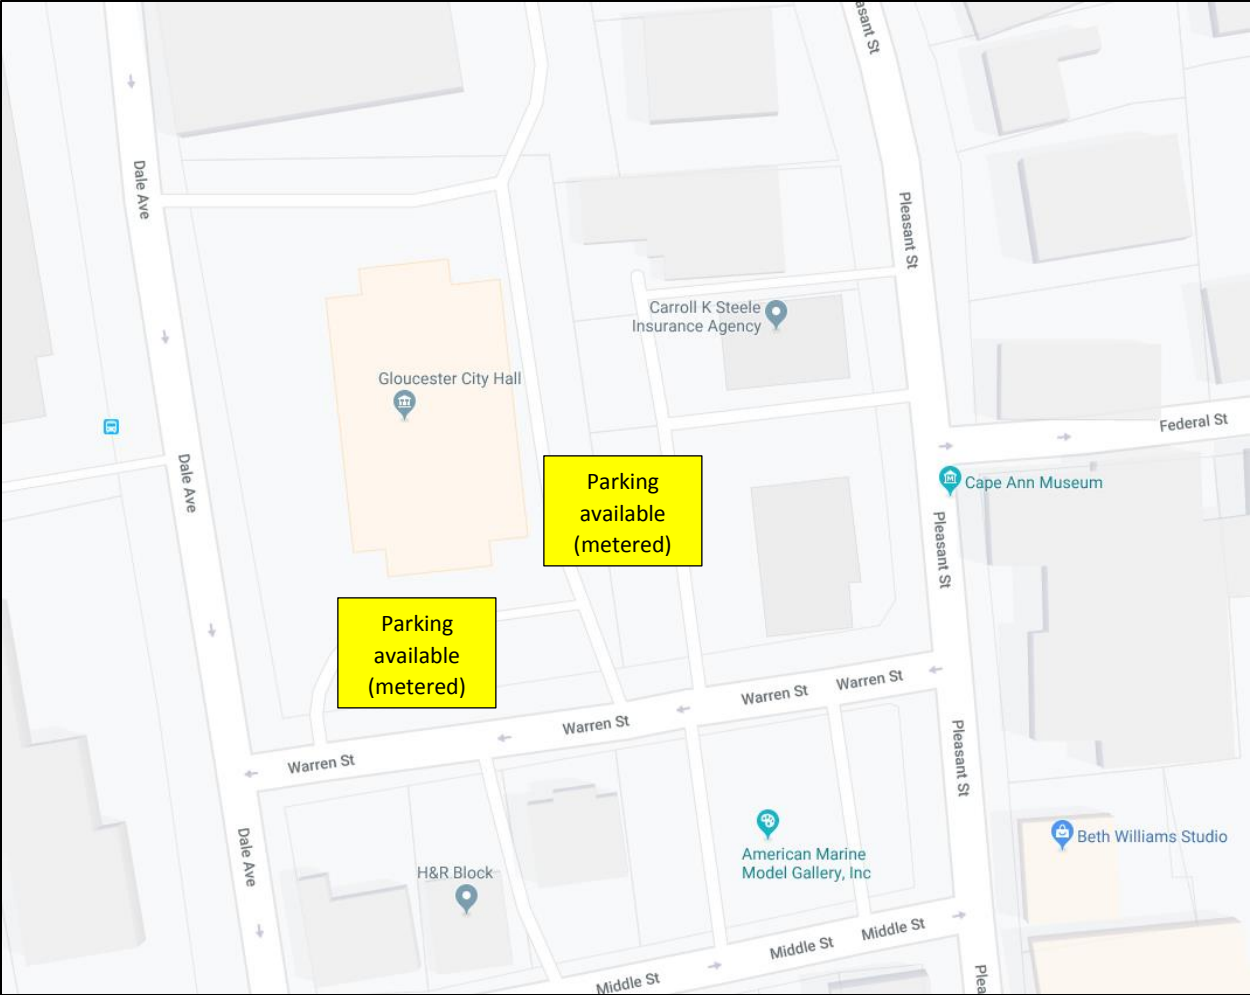 asant St
Dale Ave
Pleasant St
Carroll K Steele
Insurance Agency
Gloucester City Hall
Federal St
Dale Ave
Parking
available
(metered)
Cape Ann Museum
Pleasant St
Parking
available
(metered)
Warren St
Warren St
Warren St
Warren St
Pleasant St
Dale Ave
American Marine
Model Gallery, Inc
Beth Williams Studio
H&R Block
Middle St
Middle St
Middle St
Plea